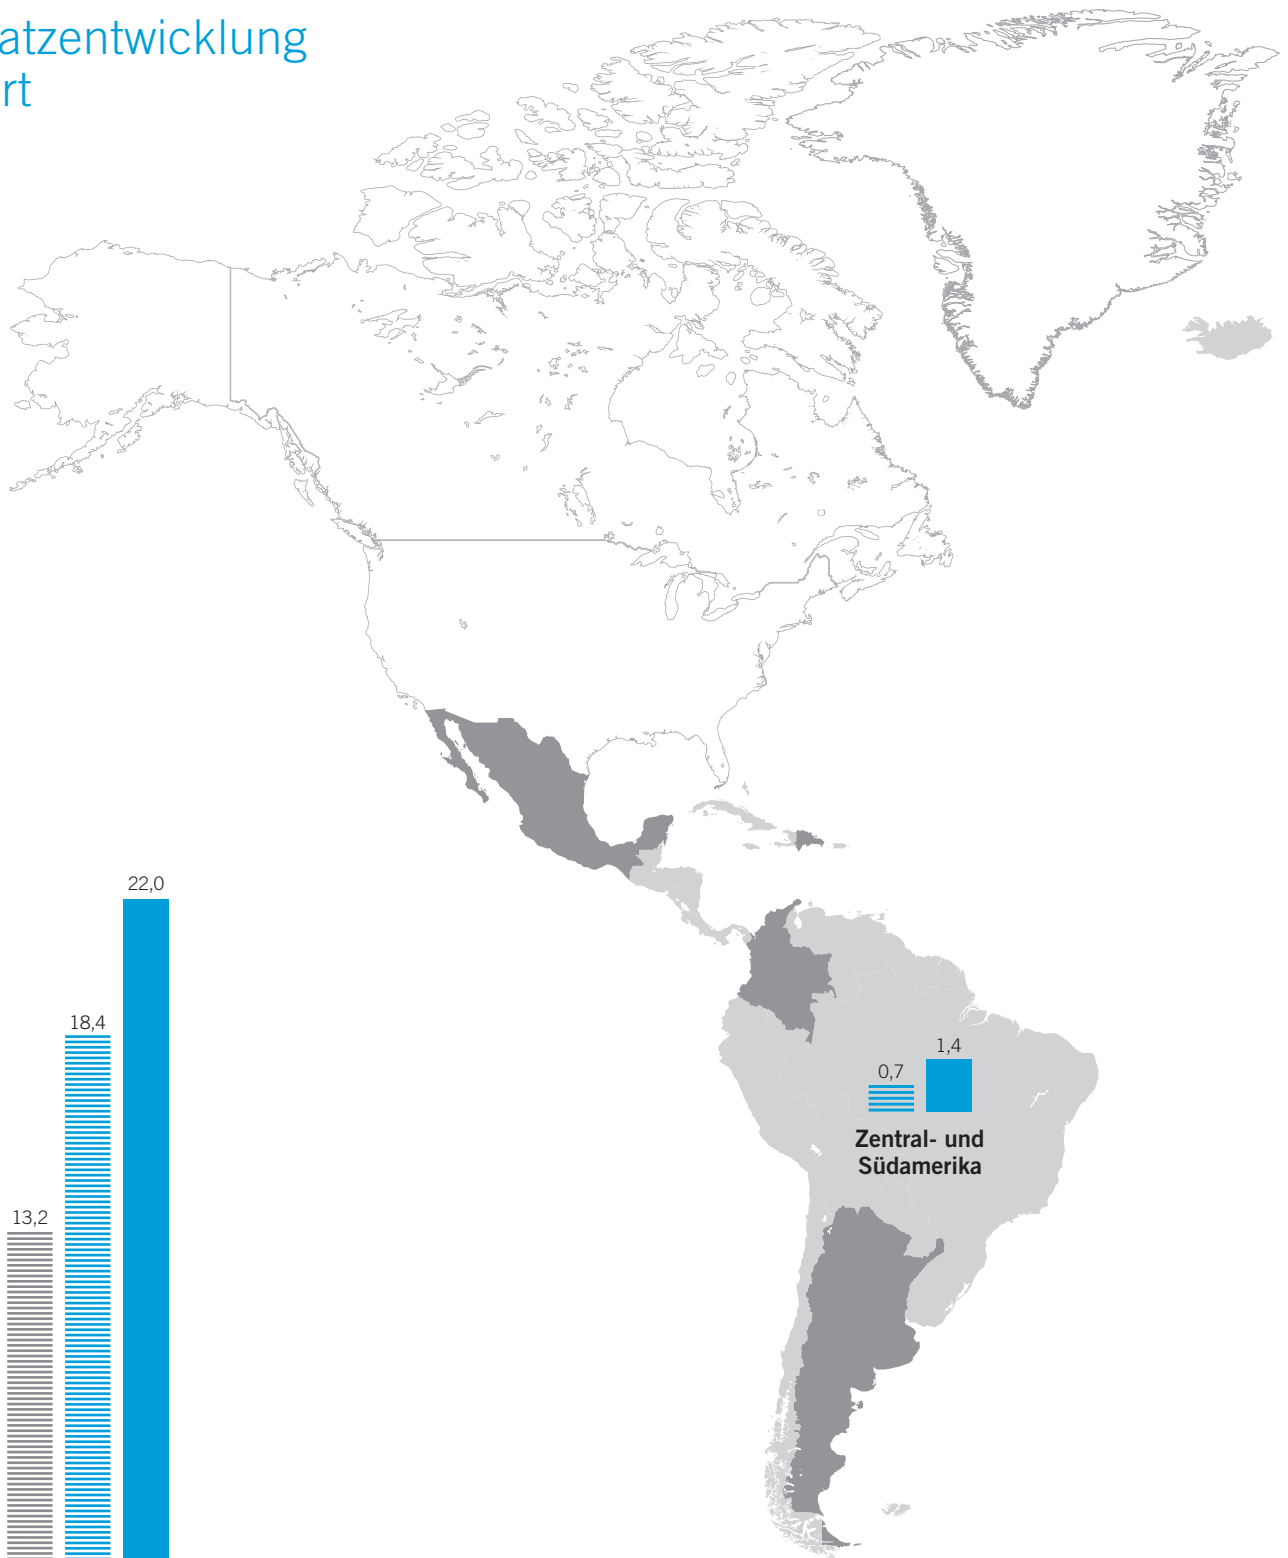 atzentwicklung
rt
22,0
18,4
13,2
1,4
0,7
Zentral- und
Südamerika